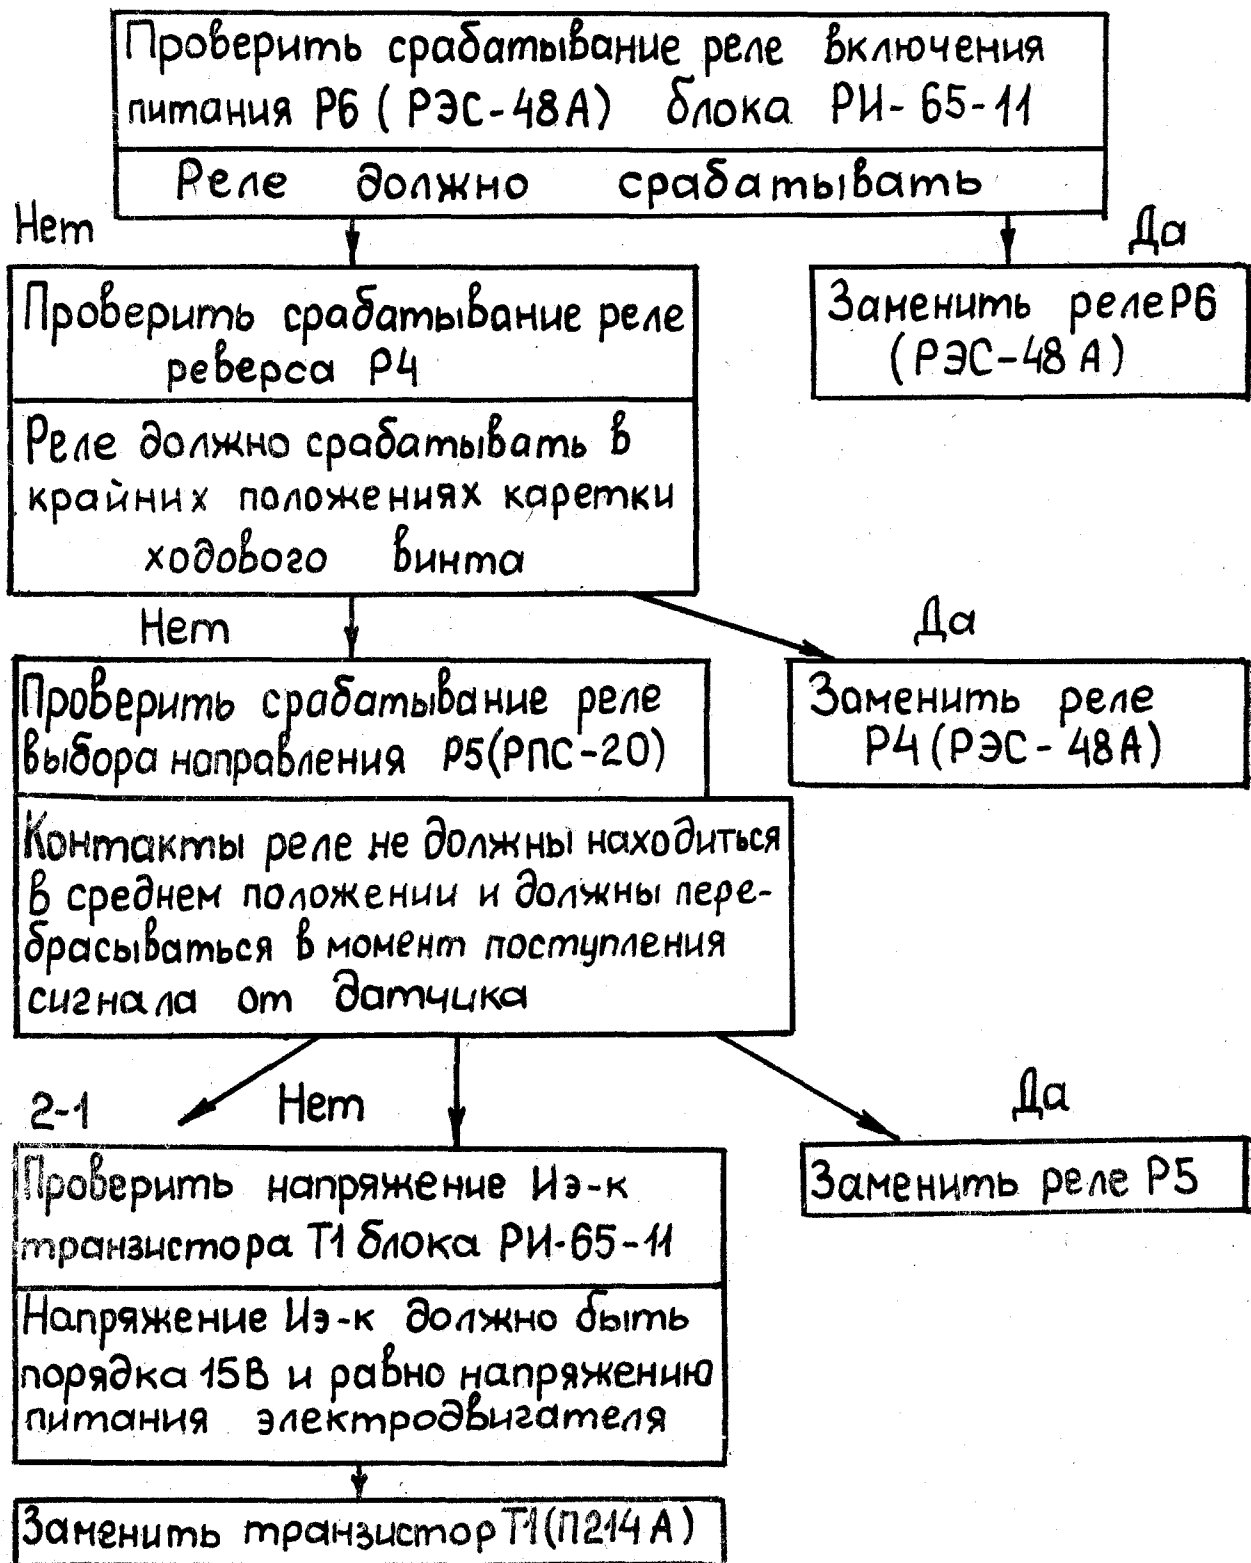 Проверить срабатывание реле включения
питания Р6 (РЭС-48А) блока РИ-65-11
Реле должно срабатывать
Нет
Да
Проверить срабатывание реле
реверса Р4
Заменить реле Р6
(РЭС-48А)
Реле должно срабатывать в
крайних положениях каретки
ходового винта
Нет
Да
Проверить срабатывание реле
выбора направления Р5(РПС-20)
Заменить реле
Р4(РЭС-48А)
Контакты реле не должны находиться
в среднем положении и должны пере-
брасываться в момент поступления
сигнала от датчика
2-1
Нет
Да
Проверить напряжение Иэ-к
транзистора Т1 блока РИ-65-11
Заменить реле Р5
Напряжение Иэ-к должно быть
порядка 15В и равно напряжению
питания электродвигателя
Заменить транзистор Т1(П214А)